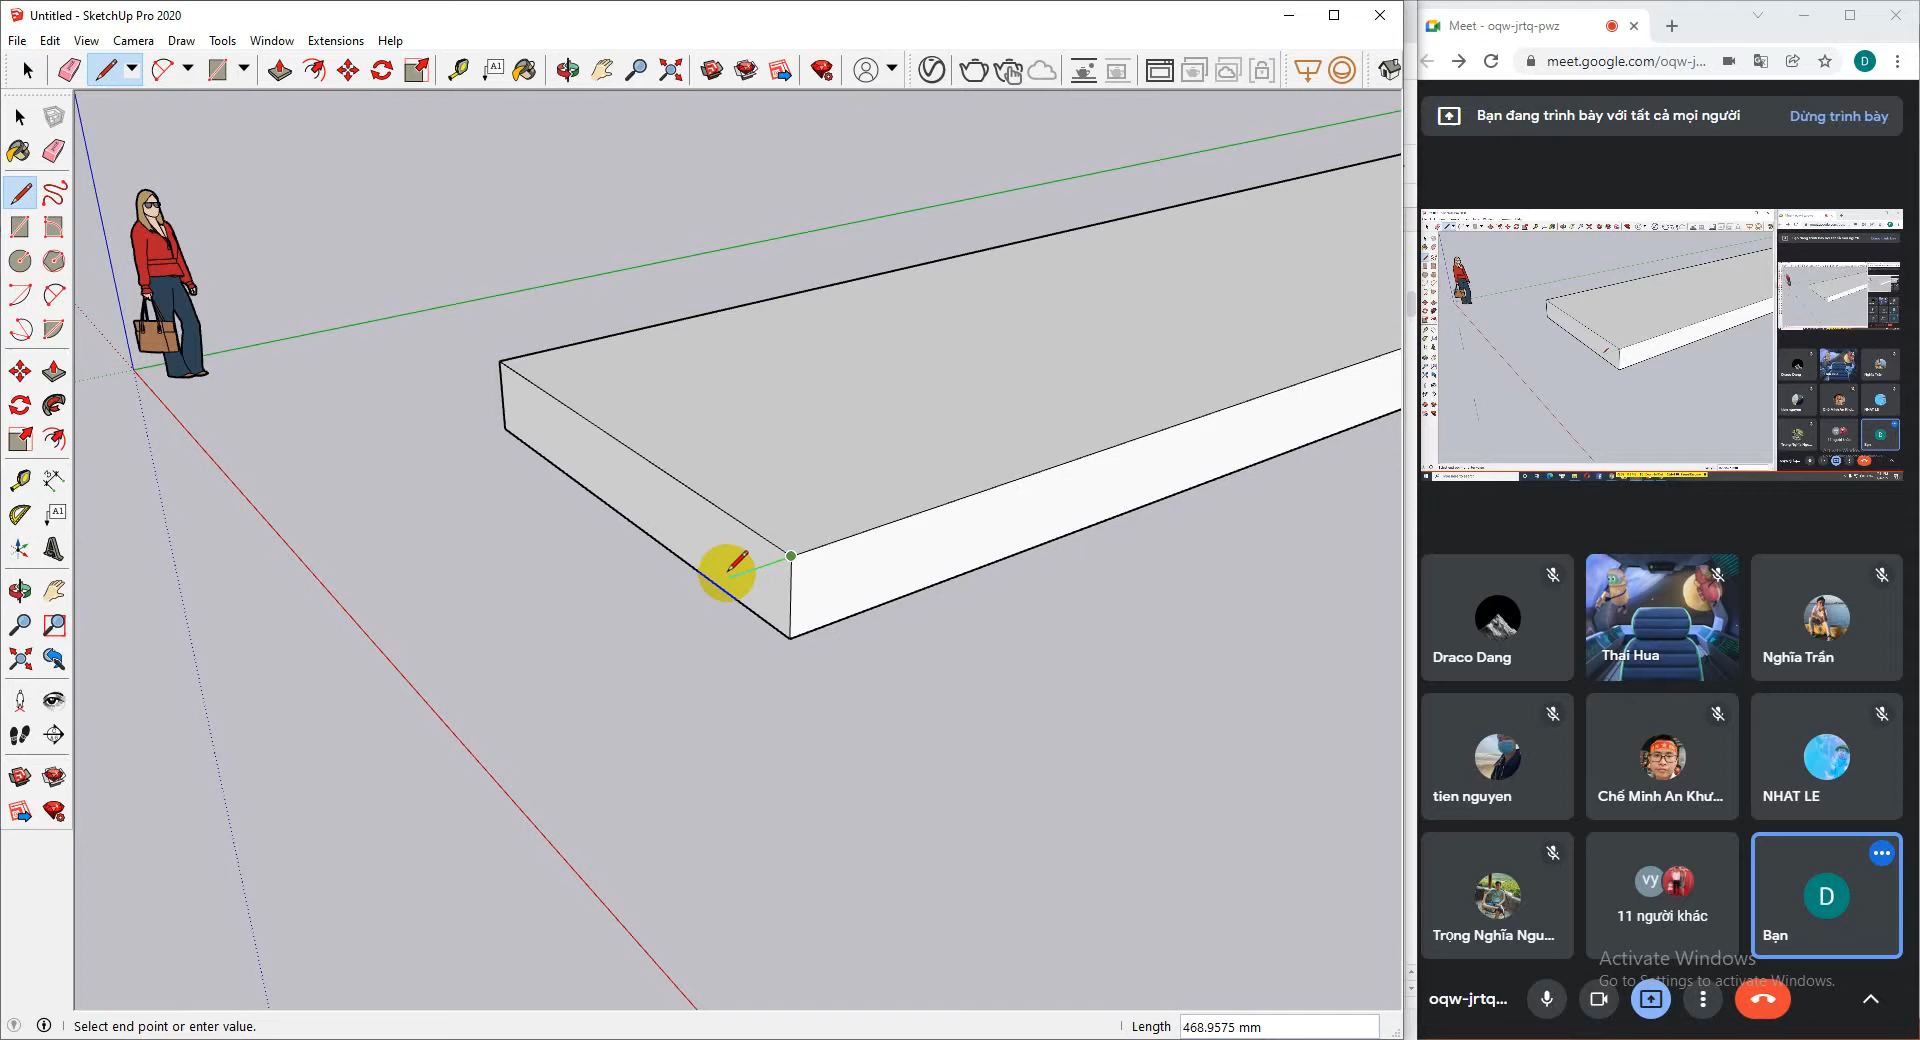 Untitled - SketchUp Pro 2020
File Edit View Camera Draw Tools Window Extensions Help
Select end point or enter value.
Length 468.9575 mm
Meet - oqw-jrtq-pwz
meet.google.com/oqw-j...
D
Bạn đang trình bày với tất cả mọi người
Dừng trình bày
Draco Dang
Thai Hua
Nghĩa Trần
tien nguyen
Chế Minh An Khư...
NHAT LE
Trọng Nghĩa Ngu...
vy
11 người khác
D
Bạn
Activate Windows
Go to Settings to activate Windows.
oqw-jrtq...